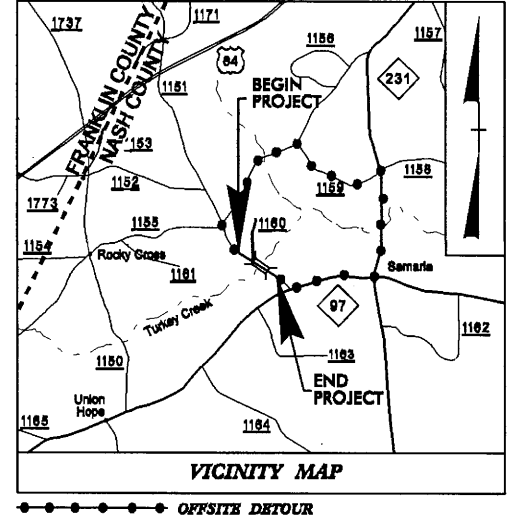 1737
1171
1156
1157
FRANKLIN COUNTY
NASH COUNTY
64
231
1151
BEGIN
PROJECT
153
1152
1159
1158
1773
1155
1160
1154
Rocky Cross
1161
Samaria
97
Turkey Creek
1162
1150
1163
END
PROJECT
Union
Hope
1165
1164
VICINITY MAP
OFFSITE DETOUR